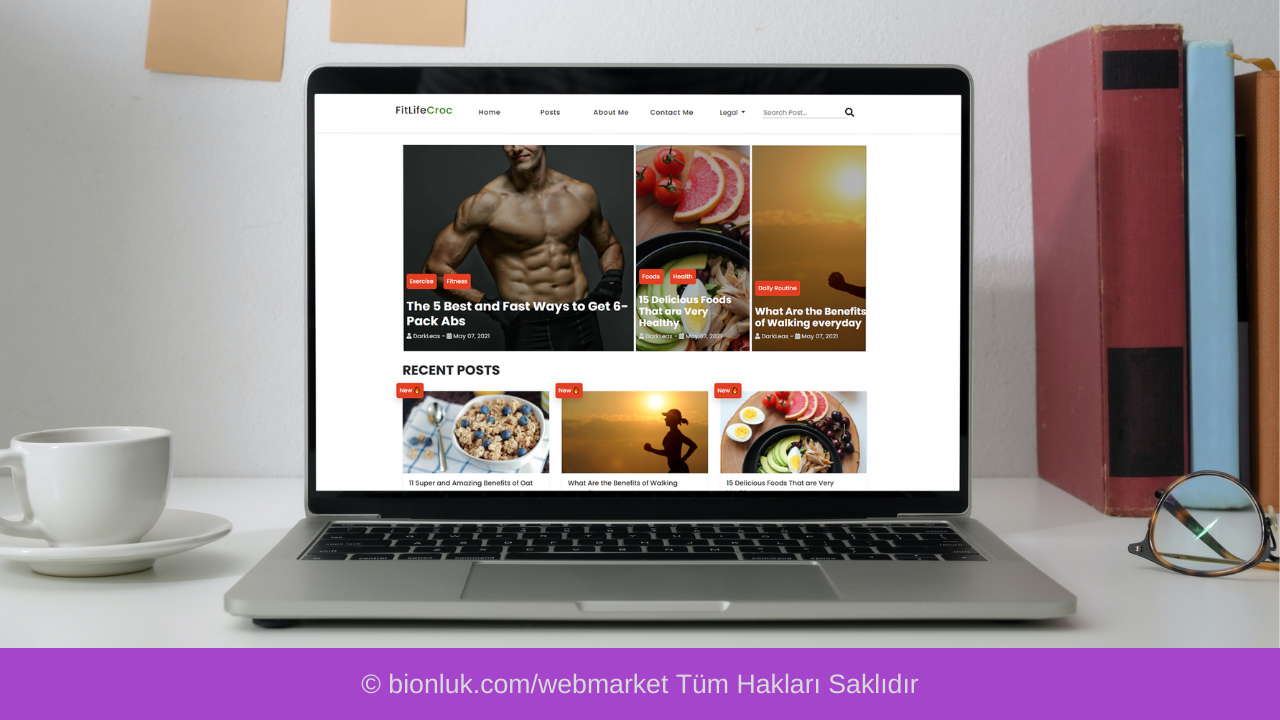 FitLifeCroc
Home
Posts
About Me
Contact Me
Legal
Search Post...
Exercise
Fitness
The 5 Best and Fast Ways to Get 6-
Pack Abs
DarkLeas - May 07, 2021
Foods
Health
15 Delicious Foods
That are Very
Healthy
DarkLeas - May 07, 2021
Daily Routine
What Are the Benefits
of Walking everyday
DarkLeas - May 07, 2021
RECENT POSTS
New
New
New
11 Super and Amazing Benefits of Oat
What Are the Benefits of Walking
15 Delicious Foods That are Very
© bionluk.com/webmarket Tüm Hakları Saklıdır